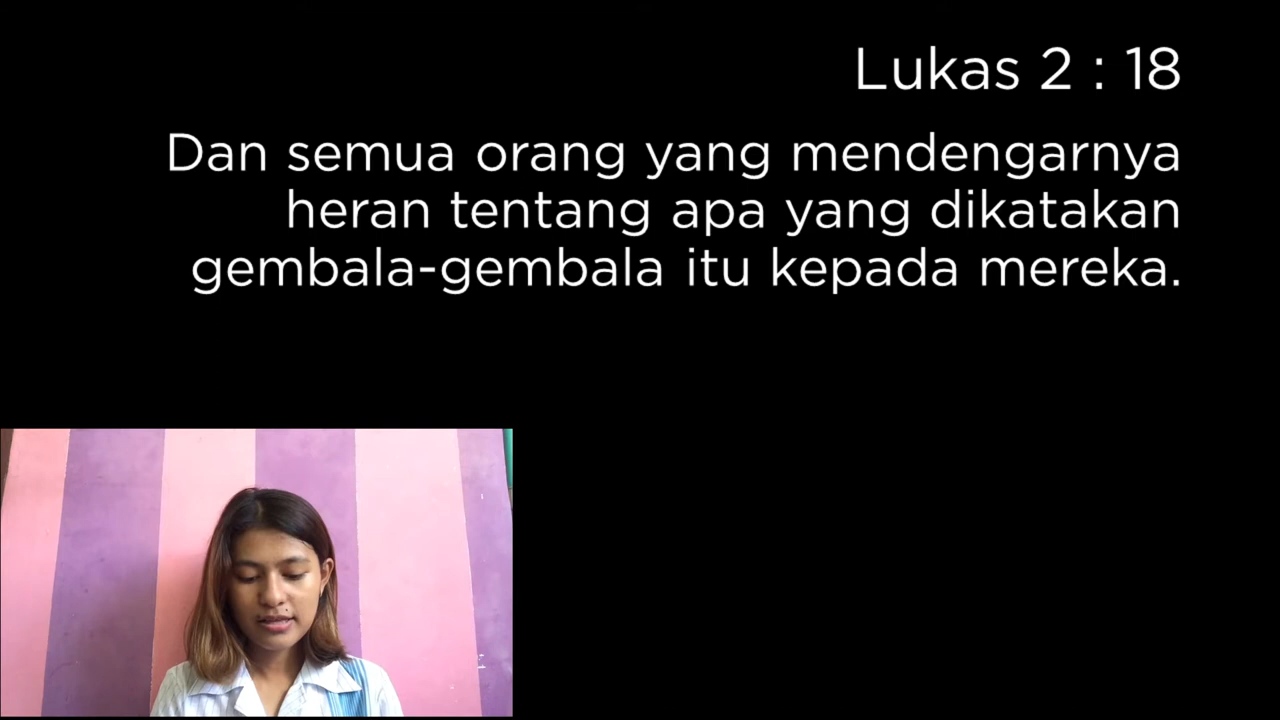 Lukas 2 : 18
Dan semua orang yang mendengarnya
heran tentang apa yang dikatakan
gembala-gembala itu kepada mereka.